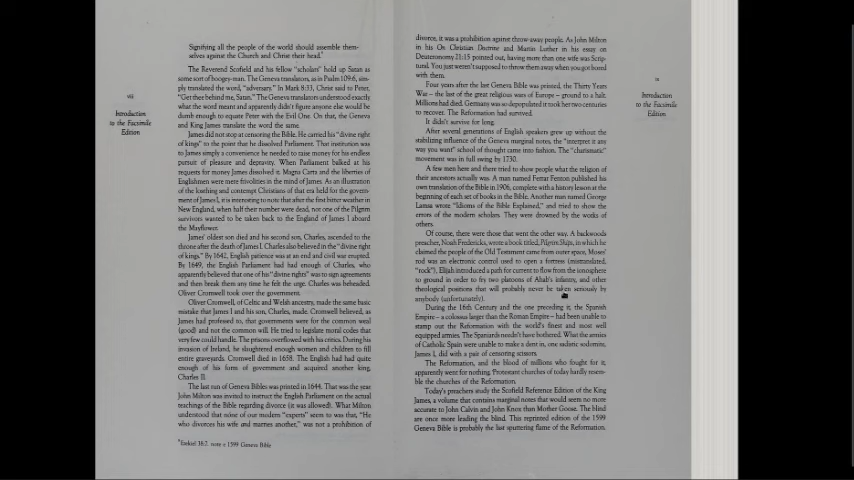 viii
Introduction
to the Facsimile
Edition
Signifying all the people of the world should assemble them-
selves against the Church and Christ their head."
The Reverend Scofield and his fellow "scholars" hold up Satan as
some sort of boogey-man. The Geneva translators, as in Psalm 109:6, sim-
ply translated the word, "adversary." In Mark 8:33, Christ said to Peter,
"Get thee behind me, Satan." The Geneva translators understood exactly
what the word meant and apparently didn't figure anyone else would be
dumb enough to equate Peter with the Evil One. On that, the Geneva
and King James translate the word the same.
James did not stop at censoring the Bible. He carried his "divine right
of kings" to the point that he dissolved Parliament. That institution was
to James simply a convenience he needed to raise money for his endless
pursuit of pleasure and depravity. When Parliament balked at his
requests for money James dissolved it. Magna Carta and the liberties of
Englishmen were mere frivolities in the mind of James. As an illustration
of the loathing and contempt Christians of that era held for the govern-
ment of James I, it is interesting to note that after the first bitter weather in
New England, when half their number were dead, not one of the Pilgrim
survivors wanted to be taken back to the England of James I aboard
the Mayflower.
James' oldest son died and his second son, Charles, ascended to the
throne after the death of James I. Charles also believed in the "divine right
of kings." By 1642, English patience was at an end and civil war erupted.
By 1649, the English Parliament had had enough of Charles, who
apparently believed that one of his "divine rights" was to sign agreements
and then break them any time he felt the urge. Charles was beheaded.
Oliver Cromwell took over the government.
Oliver Cromwell, of Celtic and Welsh ancestry, made the same basic
mistake that James I and his son, Charles, made. Cromwell believed, as
James had professed to, that governments were for the common weal
(good) and not the common will. He tried to legislate moral codes that
very few could handle. The prisons overflowed with his critics. During his
invasion of Ireland, he slaughtered enough women and children to fill
entire graveyards. Cromwell died in 1658. The English had had quite
enough of his form of government and acquired another king,
Charles II.
The last run of Geneva Bibles was printed in 1644. That was the year
John Milton was invited to instruct the English Parliament on the actual
teachings of the Bible regarding divorce (it was allowed). What Milton
understood that none of our modern "experts" seem to was that, "He
who divorces his wife and marries another," was not a prohibition of
Ezekiel 38:2 note c 1599 Geneva Bible
divorce, it was a prohibition against throw-away people. As John Milton
in his On Christian Doctrine and Martin Luther in his essay on
Deuteronomy 21:15 pointed out, having more than one wife was Scrip-
tural. You just weren't supposed to throw them away when you got bored
with them.
Four years after the last Geneva Bible was printed, the Thirty Years
War – the last of the great religious wars of Europe – ground to a halt.
Millions had died. Germany was so depopulated it took her two centuries
to recover. The Reformation had survived.
It didn't survive for long.
After several generations of English speakers grew up without the
stabilizing influence of the Geneva marginal notes, the "interpret it any
way you want" school of thought came into fashion. The "charismatic"
movement was in full swing by 1730.
A few men here and there tried to show people what the religion of
their ancestors actually was. A man named Ferrar Fenton published his
own translation of the Bible in 1906, complete with a history lesson at the
beginning of each set of books in the Bible. Another man named George
Lamsa wrote "Idioms of the Bible Explained," and tried to show the
errors of the modern scholars. They were drowned by the works of
others.
Of course, there were those that went the other way. A backwoods
preacher, Noah Fredericks, wrote a book titled, Pilgrim Ships, in which he
claimed the people of the Old Testament came from outer space, Moses'
rod was an electronic control used to open a fortress (mistranslated,
"rock"), Elijah introduced a path for current to flow from the ionosphere
to ground in order to fry two platoons of Ahab's infantry, and other
theological positions that will probably never be taken seriously by
anybody (unfortunately).
During the 16th Century and the one preceding it, the Spanish
Empire – a colossus larger than the Roman Empire – had been unable to
stamp out the Reformation with the world's finest and most well
equipped armies. The Spaniards needn't have bothered. What the armies
of Catholic Spain were unable to make a dent in, one sadistic sodomite,
James I, did with a pair of censoring scissors.
The Reformation, and the blood of millions who fought for it,
apparently were for nothing. Protestant churches of today hardly resem-
ble the churches of the Reformation.
Today's preachers study the Scofield Reference Edition of the King
James, a volume that contains marginal notes that would seem no more
accurate to John Calvin and John Knox than Mother Goose. The blind
are once more leading the blind. This reprinted edition of the 1599
Geneva Bible is probably the last sputtering flame of the Reformation.
ix
Introduction
to the Facsimile
Edition